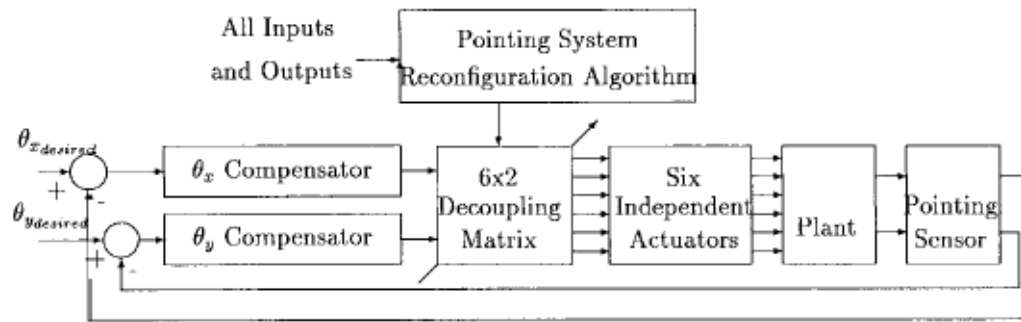 All Inputs
and Outputs
Pointing System
Reconfiguration Algorithm
θx desired
+
-
θx Compensator
6x2
Decoupling
Matrix
Six
Independent
Actuators
Plant
Pointing
Sensor
θy desired
+
-
θy Compensator